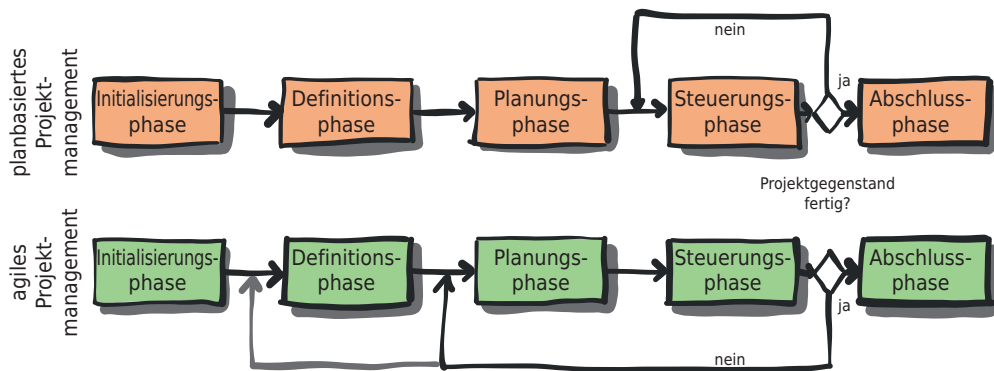 planbasiertes
Projekt-
management
nein
ja
Initialisierungs-
phase
Definitions-
phase
Planungs-
phase
Steuerungs-
phase
Abschluss-
phase
Projektgegenstand
fertig?
agiles
Projekt-
management
Initialisierungs-
phase
Definitions-
phase
Planungs-
phase
Steuerungs-
phase
Abschluss-
phase
ja
nein